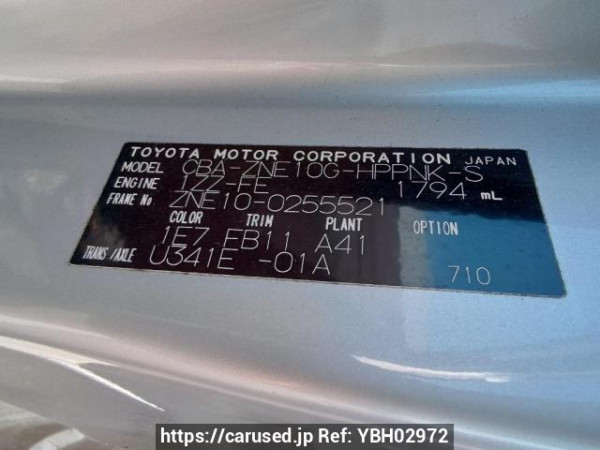 TOYOTA MOTOR CORPORATION JAPAN
MODEL CBA-ZNE10G-HPPNK-S
ENGINE 1ZZ-FE 1794 mL
FRAME No ZNE10-0255521
COLOR TRIM PLANT OPTION
1E7 EB11 A41
TRANS/AXLE U341E -01A 710
https://carused.jp Ref: YBH02972